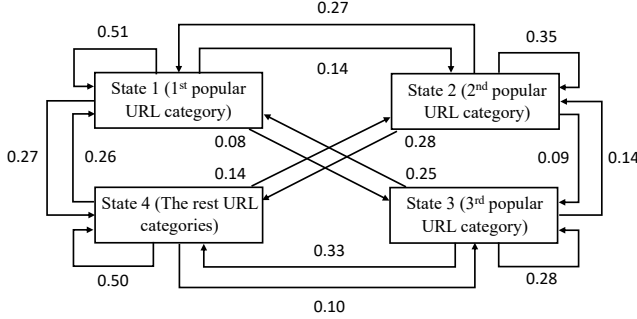 0.27
0.51
0.35
0.14
State 1 (1st popular
URL category)
State 2 (2nd popular
URL category)
0.08
0.28
0.27
0.26
0.09
0.14
0.14
0.25
State 4 (The rest URL
categories)
State 3 (3rd popular
URL category)
0.33
0.50
0.28
0.10